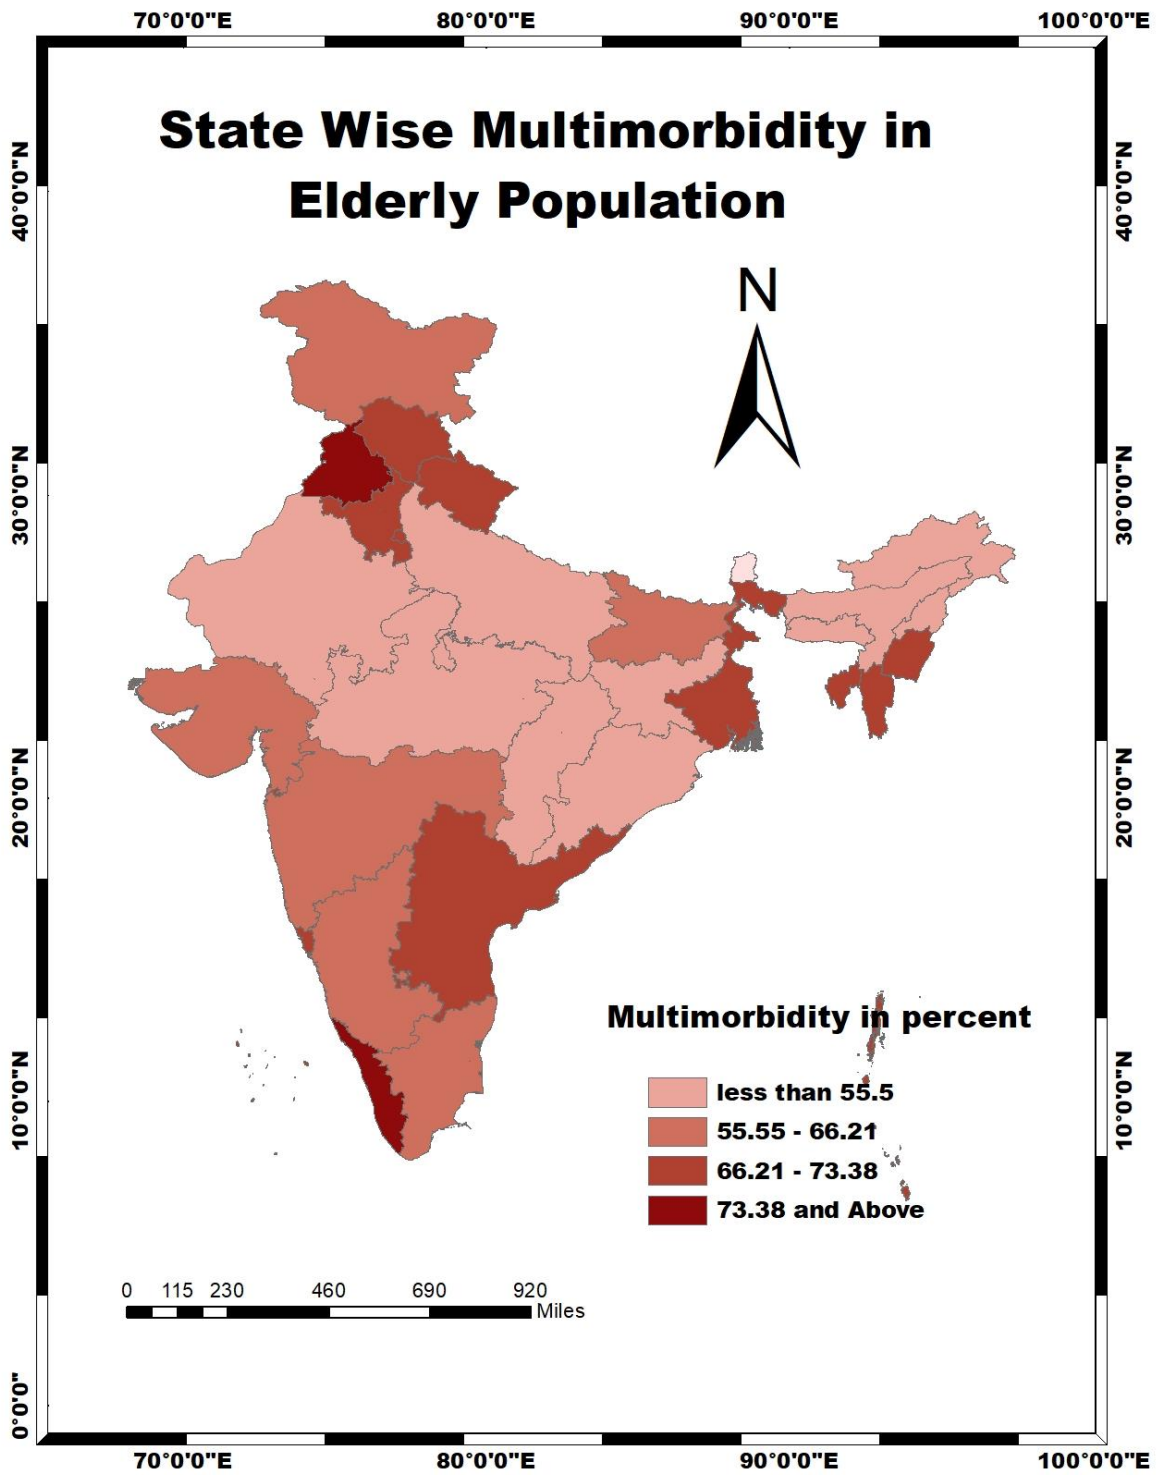 70°0'0"E 80°0'0"E 90°0'0"E 100°0'0"E
State Wise Multimorbidity in
Elderly Population
N
40°0'0"N 40°0'0"N
30°0'0"N 30°0'0"N
20°0'0"N 20°0'0"N
10°0'0"N 10°0'0"N
0°0'0"
Multimorbidity in percent
less than 55.5
55.55 - 66.21
66.21 - 73.38
73.38 and Above
0 115 230 460 690 920
Miles
70°0'0"E 80°0'0"E 90°0'0"E 100°0'0"E